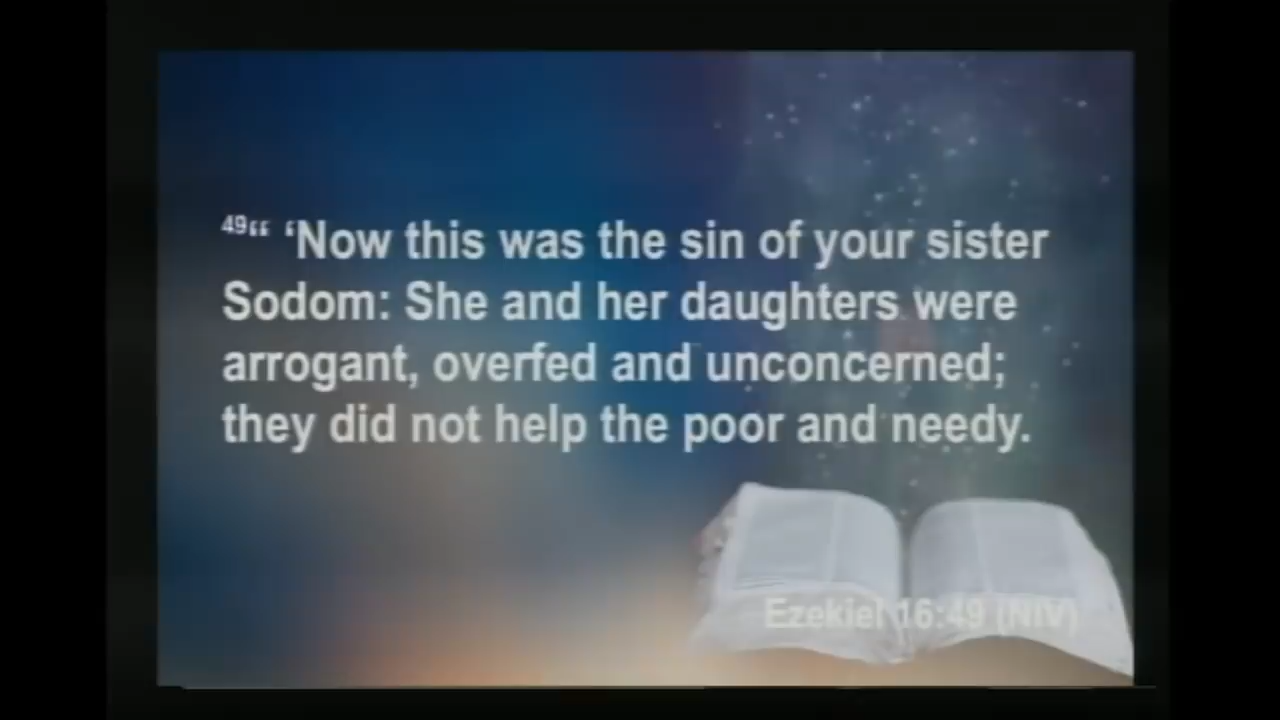 49“ ‘Now this was the sin of your sister
Sodom: She and her daughters were
arrogant, overfed and unconcerned;
they did not help the poor and needy.
Ezekiel 16:49 (NIV)